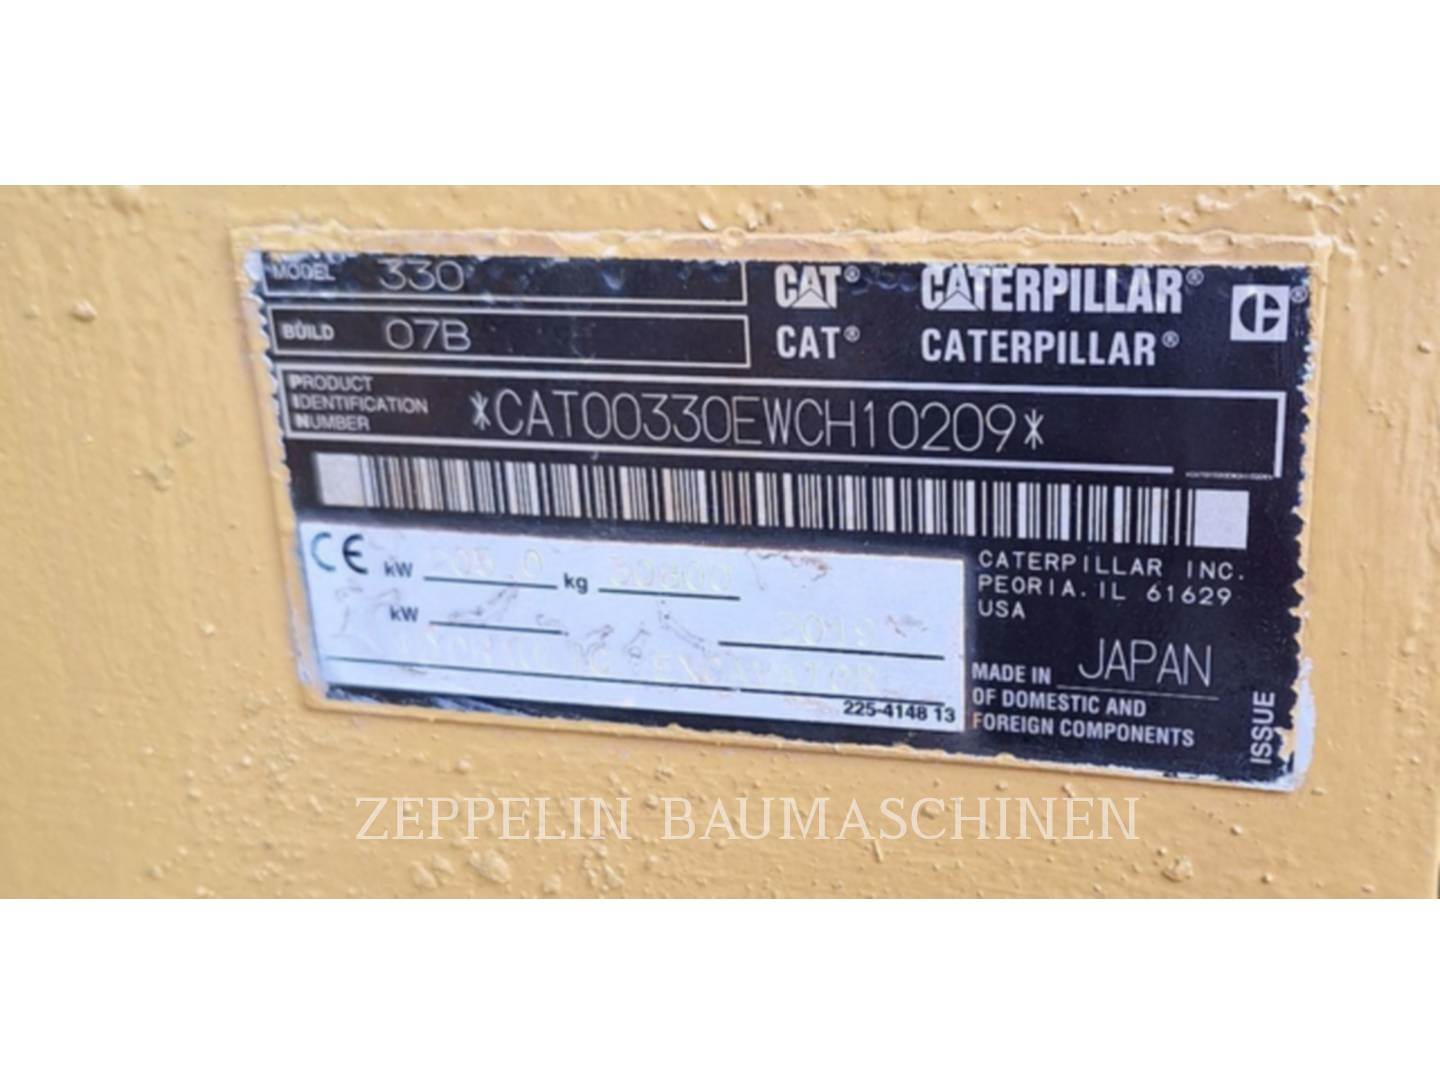 MODEL 330
BUILD 07B
CAT® CATERPILLAR®
CAT® CATERPILLAR®
PRODUCT
IDENTIFICATION
NUMBER
*CAT00330EWCH10209*
CE kW kg
kW
EXCAVATOR
225-4148 13
CATERPILLAR INC.
PEORIA, IL 61629
USA
MADE IN JAPAN
OF DOMESTIC AND
FOREIGN COMPONENTS
ISSUE
ZEPPELIN BAUMASCHINEN